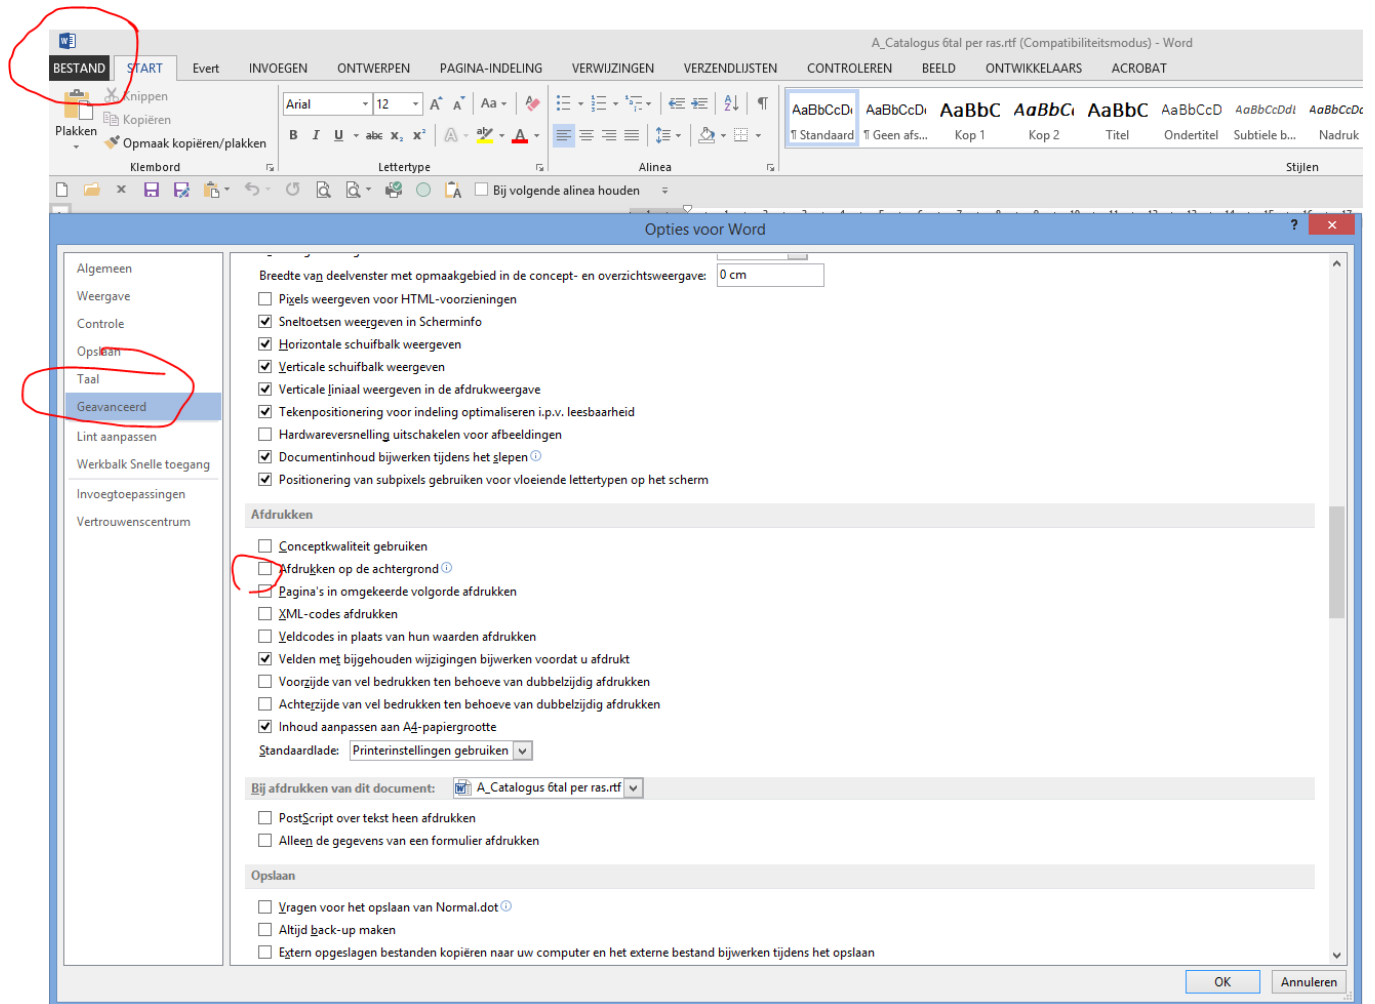 A_Catalogus 6tal per ras.rtf (Compatibiliteitsmodus) - Word
BESTAND START Evert INVOEGEN ONTWERPEN PAGINA-INDELING VERWIJZINGEN VERZENDLIJSTEN CONTROLEREN BEELD ONTWIKKELAARS ACROBAT
Knippen
Kopiëren
Plakken
Opmaak kopiëren/plakken
Arial 12
AaBbCcDı AaBbCcDı AaBbC AaBbCı AaBbC AaBbCcD AaBbCcDdI AaBbCcDc
¶ Standaard ¶ Geen afs... Kop 1 Kop 2 Titel Ondertitel Subtiele b... Nadruk
Klembord Lettertype Alinea Stijlen
Bij volgende alinea houden
Opties voor Word
Algemeen
Weergave
Controle
Opslaan
Taal
Geavanceerd
Lint aanpassen
Werkbalk Snelle toegang
Invoegtoepassingen
Vertrouwenscentrum
Breedte van deelvenster met opmaakgebied in de concept- en overzichtsweergave: 0 cm
Pixels weergeven voor HTML-voorzieningen
Sneltoetsen weergeven in Scherminfo
Horizontale schuifbalk weergeven
Verticale schuifbalk weergeven
Verticale liniaal weergeven in de afdrukweergave
Tekenpositionering voor indeling optimaliseren i.p.v. leesbaarheid
Hardwareversnelling uitschakelen voor afbeeldingen
Documentinhoud bijwerken tijdens het slepen
Positionering van subpixels gebruiken voor vloeiende lettertypen op het scherm
Afdrukken
Conceptkwaliteit gebruiken
Afdrukken op de achtergrond
Pagina's in omgekeerde volgorde afdrukken
XML-codes afdrukken
Veldcodes in plaats van hun waarden afdrukken
Velden met bijgehouden wijzigingen bijwerken voordat u afdrukt
Voorzijde van vel bedrukken ten behoeve van dubbelzijdig afdrukken
Achterzijde van vel bedrukken ten behoeve van dubbelzijdig afdrukken
Inhoud aanpassen aan A4-papiergrootte
Standaardlade: Printerinstellingen gebruiken
Bij afdrukken van dit document: A_Catalogus 6tal per ras.rtf
PostScript over tekst heen afdrukken
Alleen de gegevens van een formulier afdrukken
Opslaan
Vragen voor het opslaan van Normal.dot
Altijd back-up maken
Extern opgeslagen bestanden kopiëren naar uw computer en het externe bestand bijwerken tijdens het opslaan
OK Annuleren